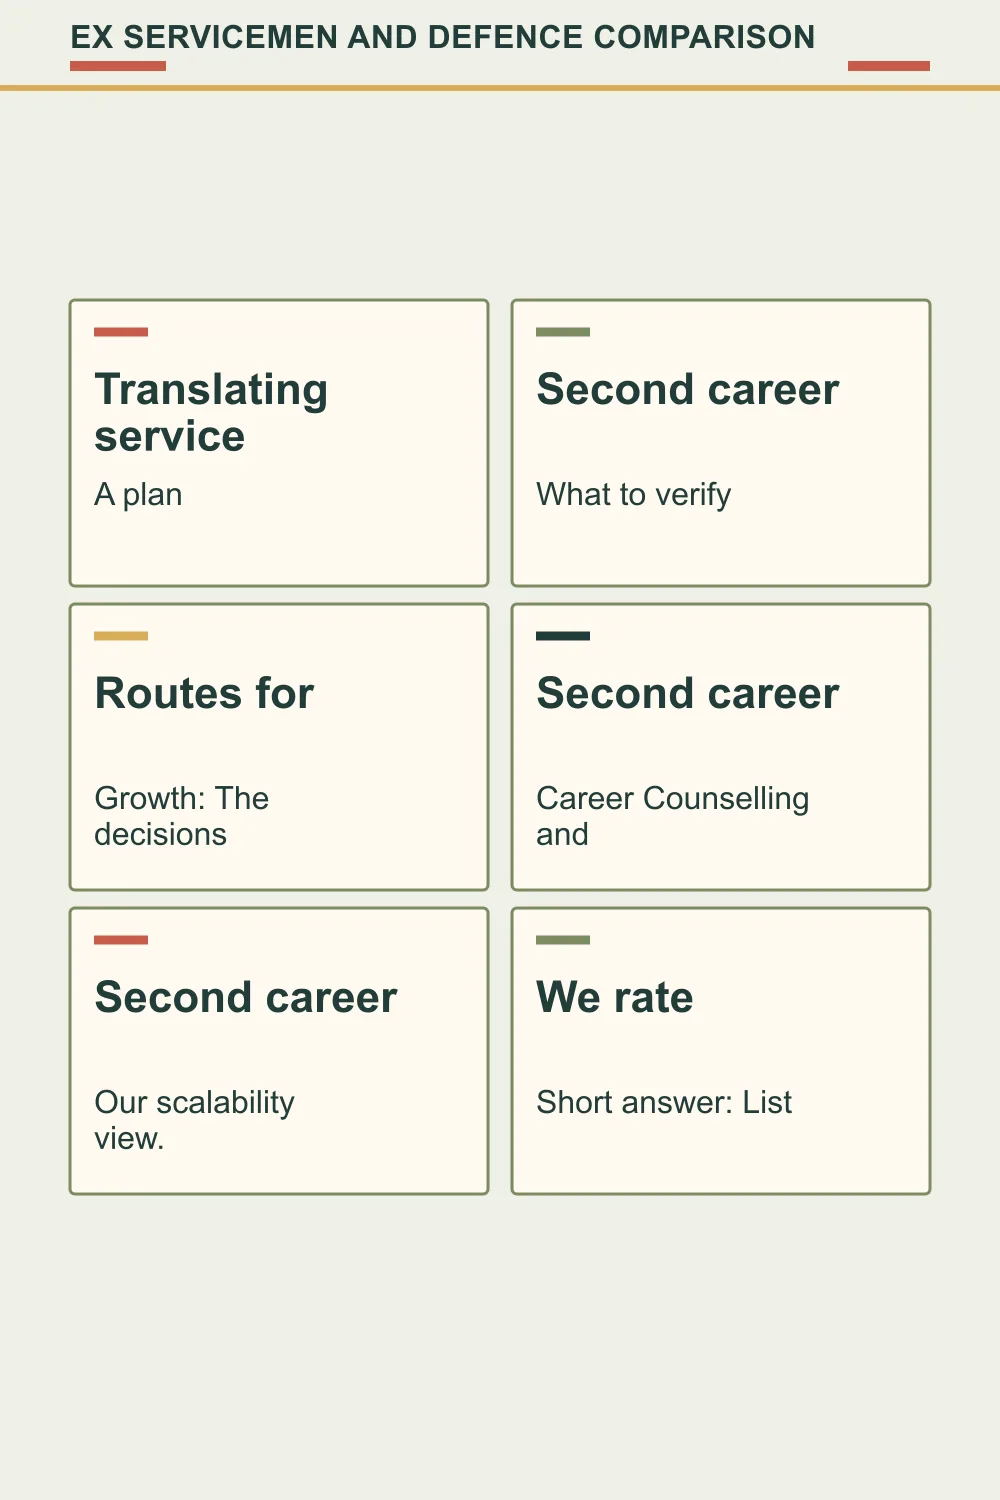 EX SERVICEMEN AND DEFENCE COMPARISON
Translating
service
A plan
Second career
What to verify
Routes for
Growth: The
decisions
Second career
Career Counselling
and
Second career
Our scalability
view.
We rate
Short answer: List